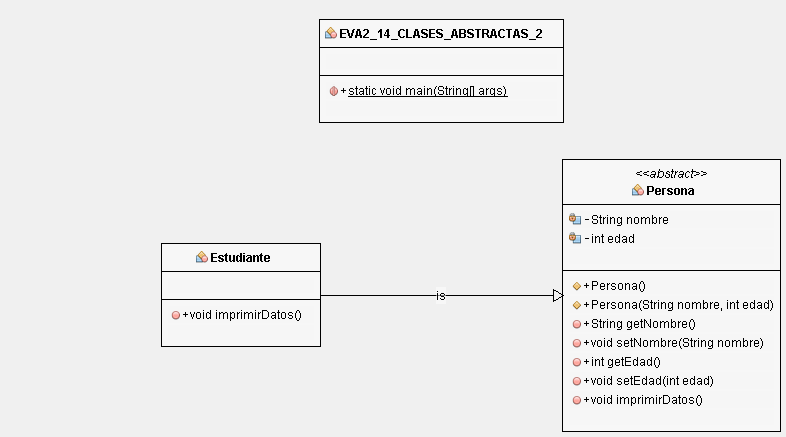 EVA2_14_CLASES_ABSTRACTAS_2
+static void main(String[] args)
<<abstract>>
Persona
-String nombre
-int edad
+Persona()
+Persona(String nombre, int edad)
+String getNombre()
+void setNombre(String nombre)
+int getEdad()
+void setEdad(int edad)
+void imprimirDatos()
Estudiante
+void imprimirDatos()
is